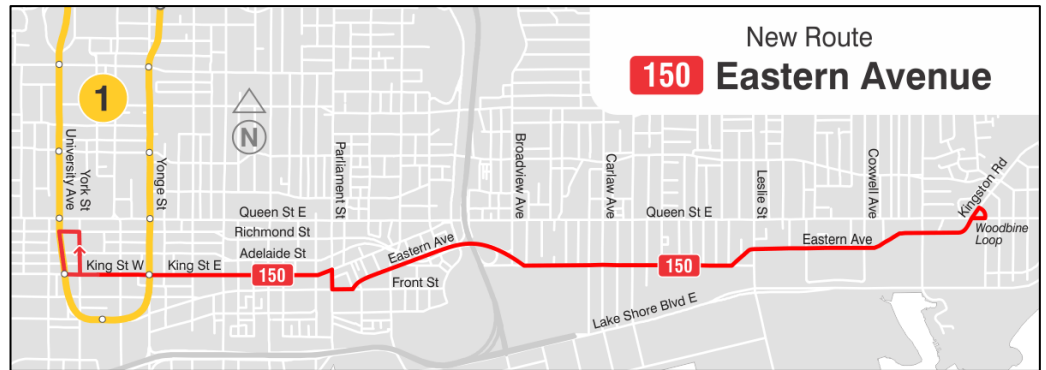 New Route
150 Eastern Avenue
1
N
University Ave
York St
Yonge St
Parliament St
Broadview Ave
Carlaw Ave
Leslie St
Coxwell Ave
Kingston Rd
Queen St E
Queen St E
Richmond St
Adelaide St
Eastern Ave
Eastern Ave
Woodbine
Loop
King St W
King St E
150
150
Front St
Lake Shore Blvd E